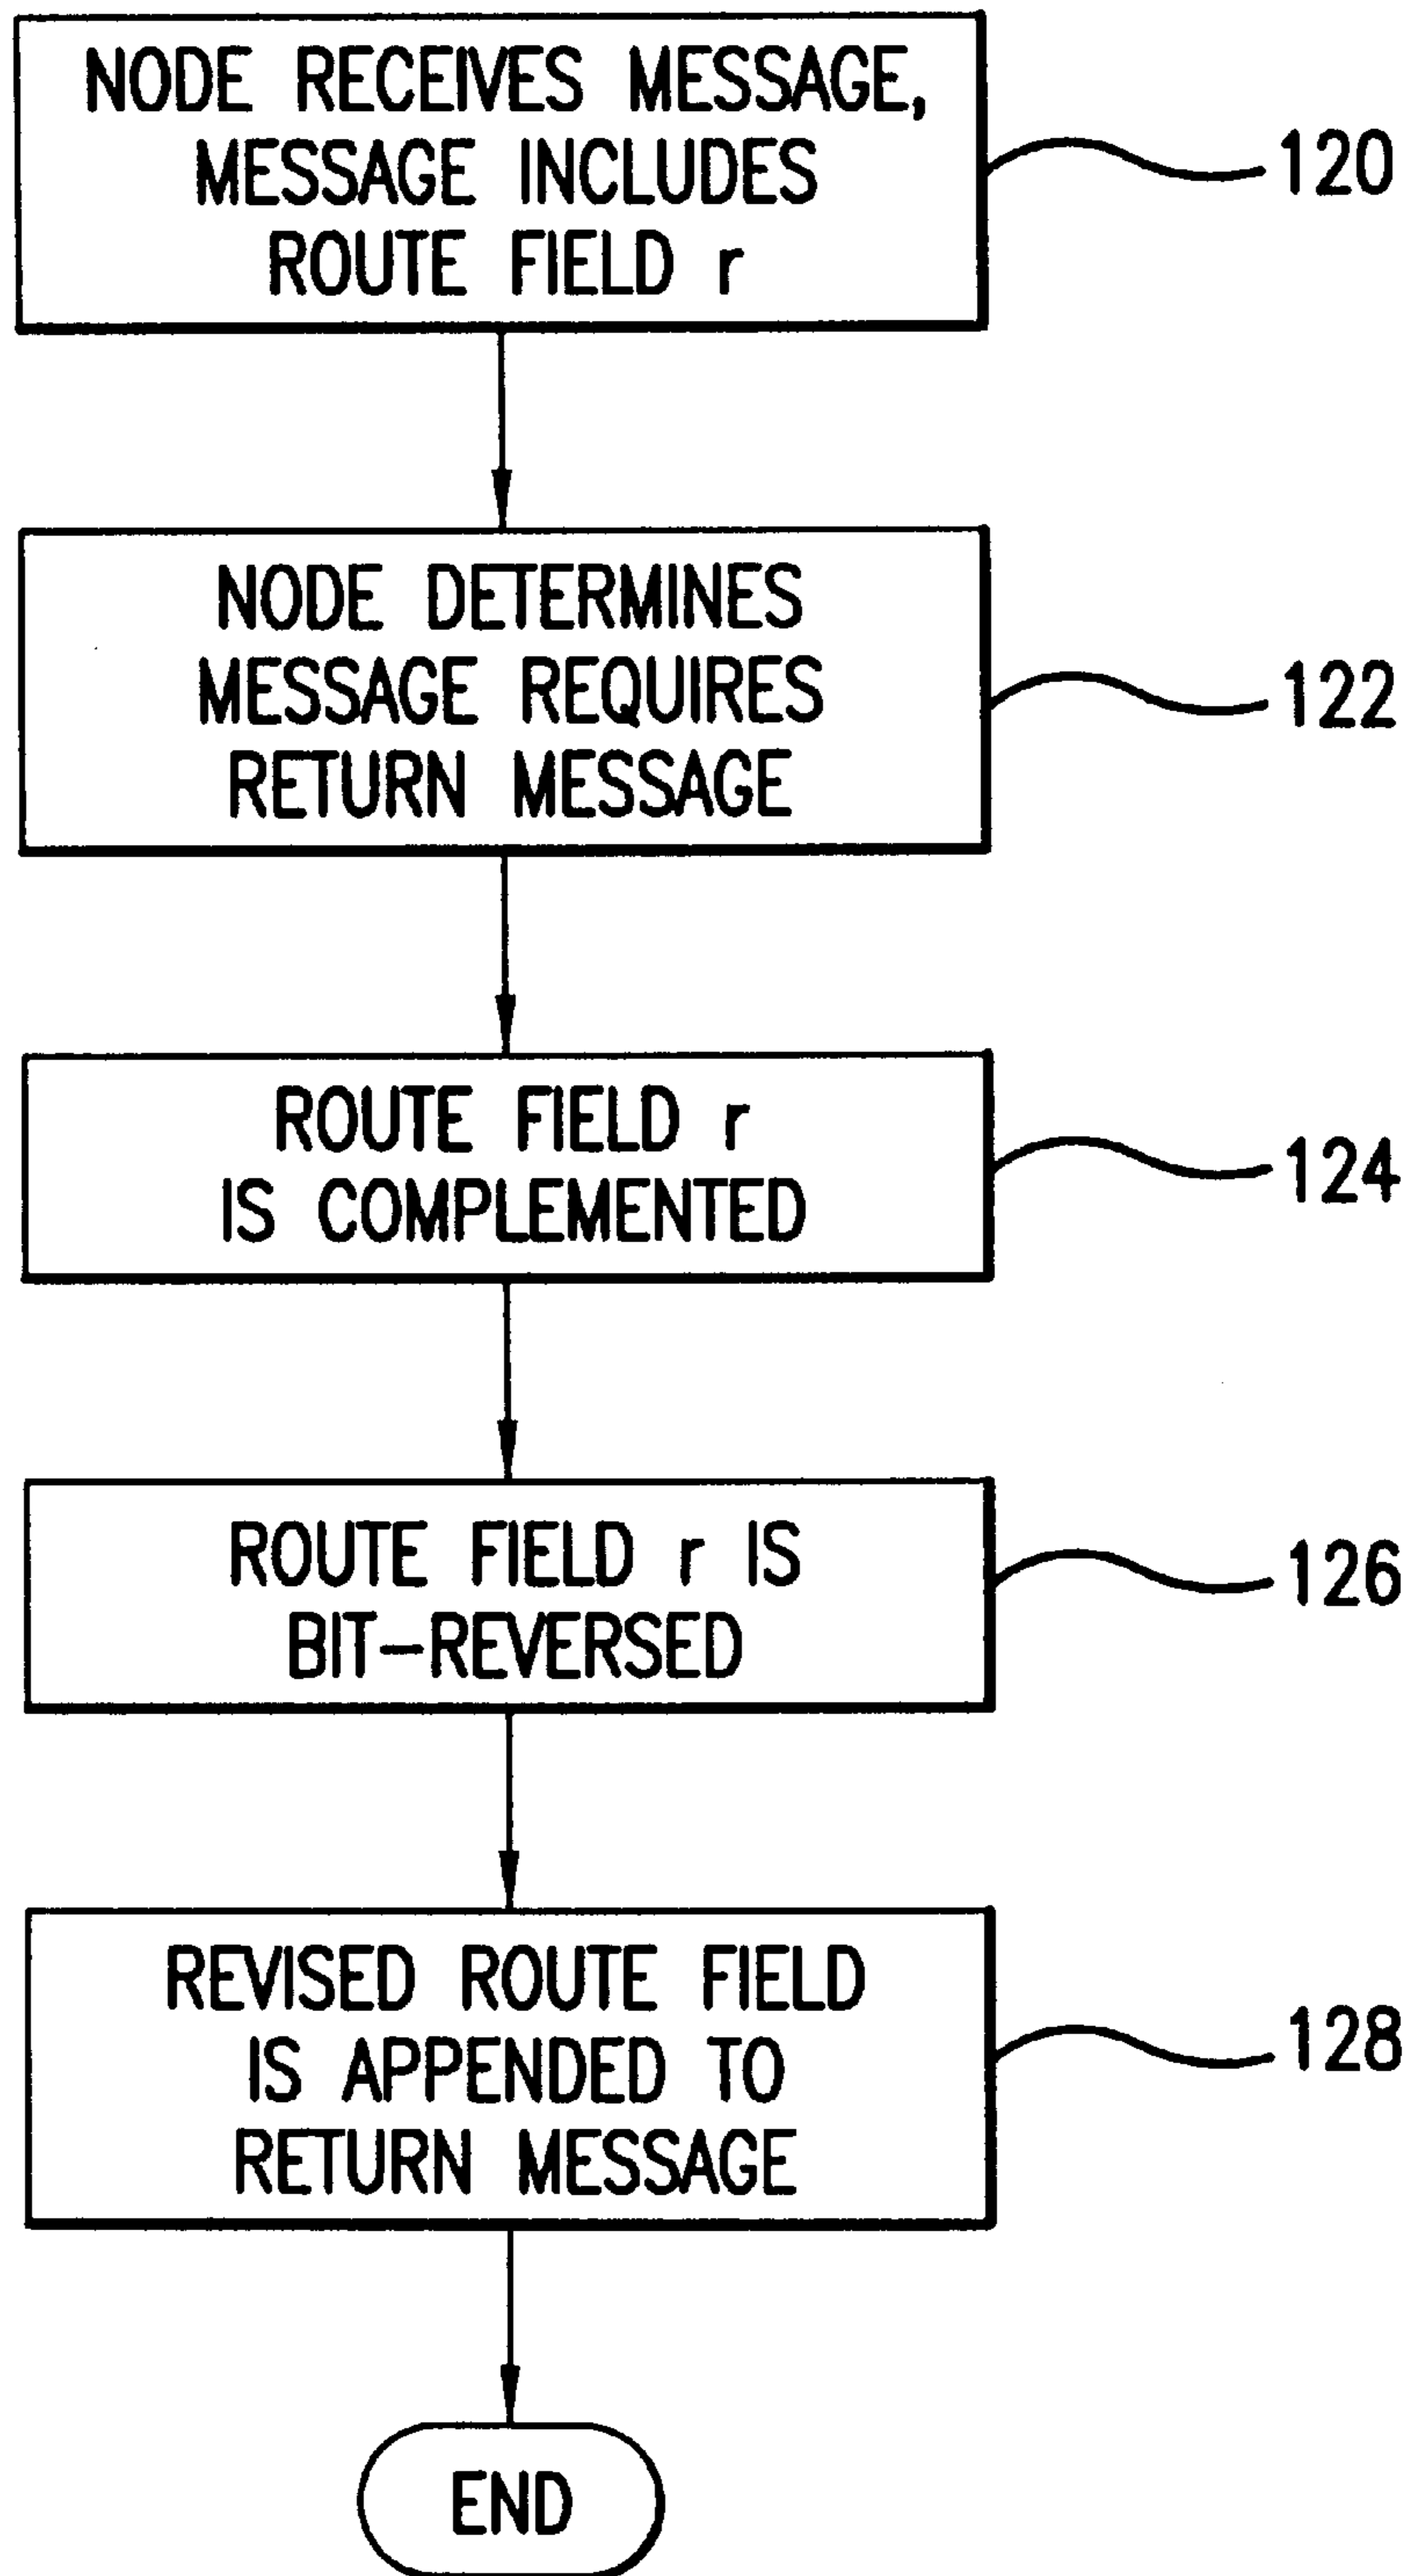 NODE RECEIVES MESSAGE,
MESSAGE INCLUDES
ROUTE FIELD r
120
NODE DETERMINES
MESSAGE REQUIRES
RETURN MESSAGE
122
ROUTE FIELD r
IS COMPLEMENTED
124
ROUTE FIELD r IS
BIT-REVERSED
126
REVISED ROUTE FIELD
IS APPENDED TO
RETURN MESSAGE
128
END